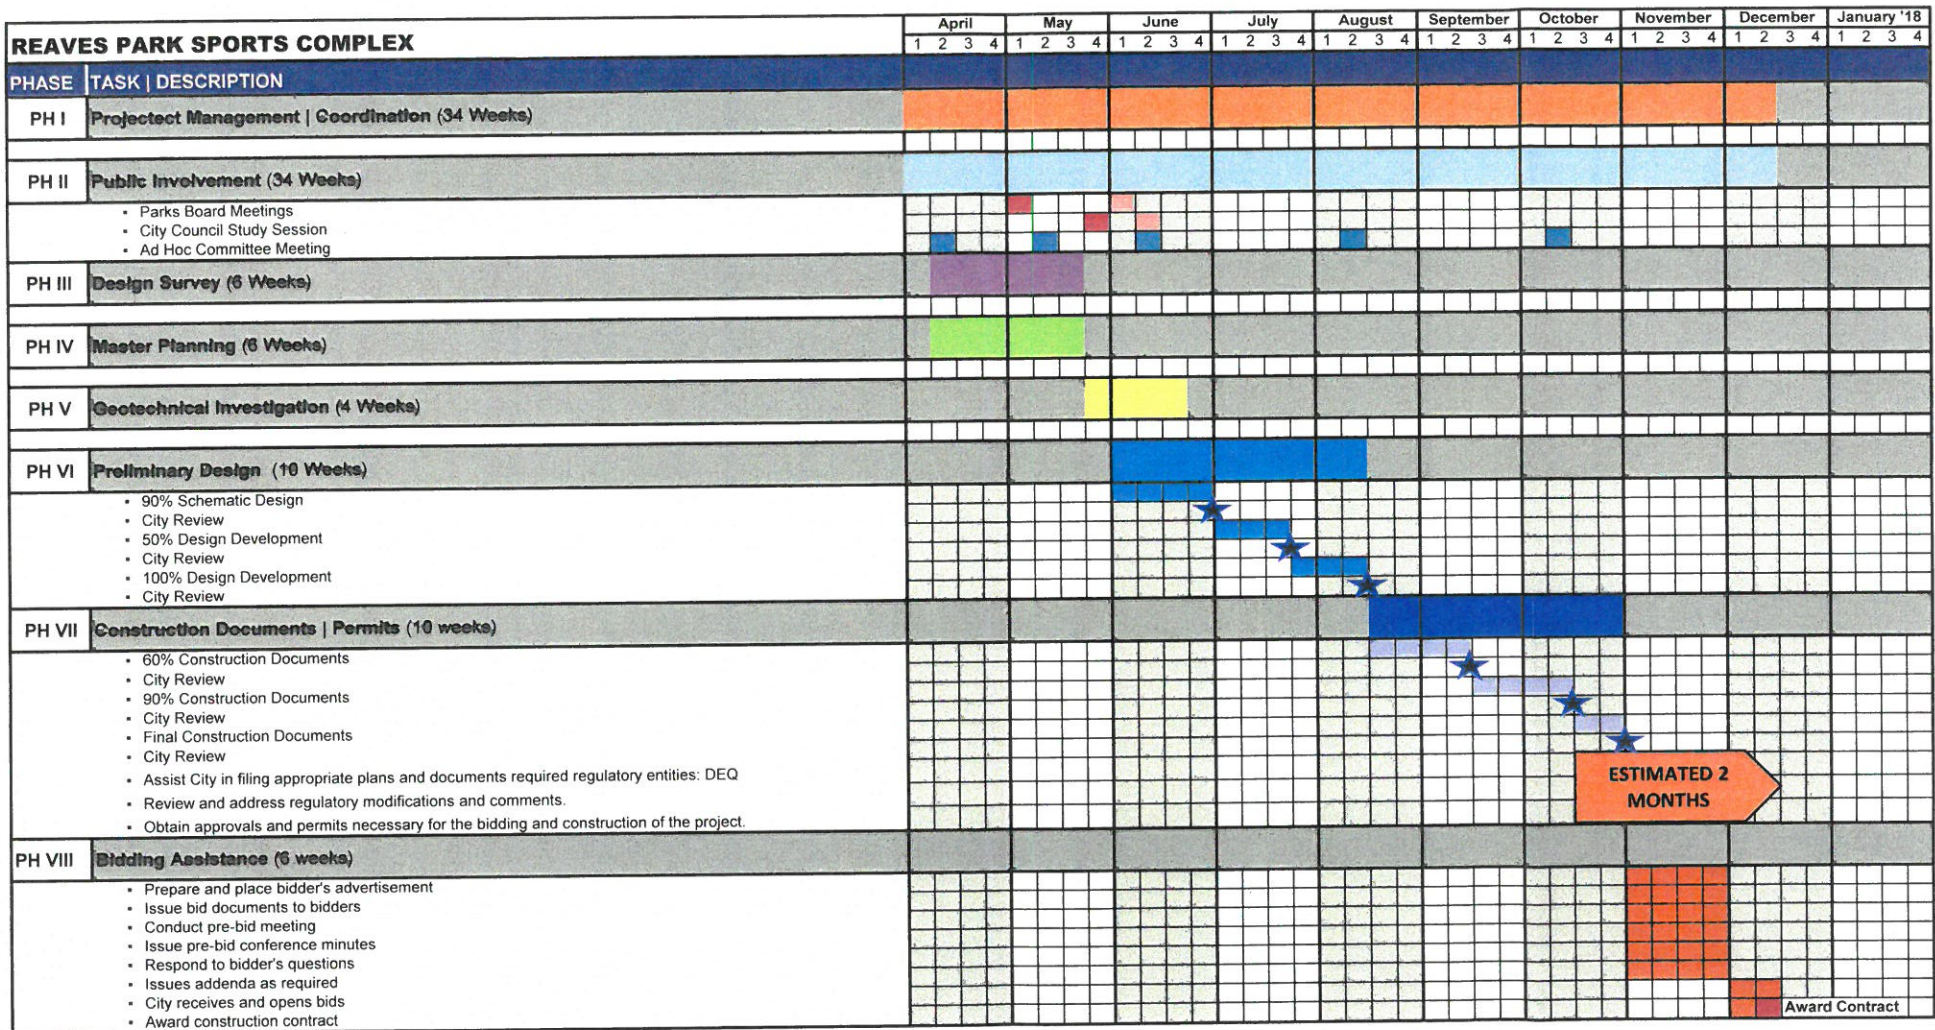 April May June July August September October November December January '18
REAVES PARK SPORTS COMPLEX
1 2 3 4 1 2 3 4 1 2 3 4 1 2 3 4 1 2 3 4 1 2 3 4 1 2 3 4 1 2 3 4 1 2 3 4 1 2 3 4
PHASE TASK | DESCRIPTION
PH I Projectect Management | Coordination (34 Weeks)
PH II Public Involvement (34 Weeks)
▪ Parks Board Meetings
▪ City Council Study Session
▪ Ad Hoc Committee Meeting
PH III Design Survey (6 Weeks)
PH IV Master Planning (6 Weeks)
PH V Geotechnical Investigation (4 Weeks)
PH VI Preliminary Design (10 Weeks)
▪ 90% Schematic Design
▪ City Review
▪ 50% Design Development
▪ City Review
▪ 100% Design Development
▪ City Review
PH VII Construction Documents | Permits (10 weeks)
▪ 60% Construction Documents
▪ City Review
▪ 90% Construction Documents
▪ City Review
▪ Final Construction Documents
▪ City Review
▪ Assist City in filing appropriate plans and documents required regulatory entities: DEQ
ESTIMATED 2
MONTHS
▪ Review and address regulatory modifications and comments.
▪ Obtain approvals and permits necessary for the bidding and construction of the project.
PH VIII Bidding Assistance (6 weeks)
▪ Prepare and place bidder's advertisement
▪ Issue bid documents to bidders
▪ Conduct pre-bid meeting
▪ Issue pre-bid conference minutes
▪ Respond to bidder's questions
▪ Issues addenda as required
▪ City receives and opens bids
▪ Award construction contract
Award Contract